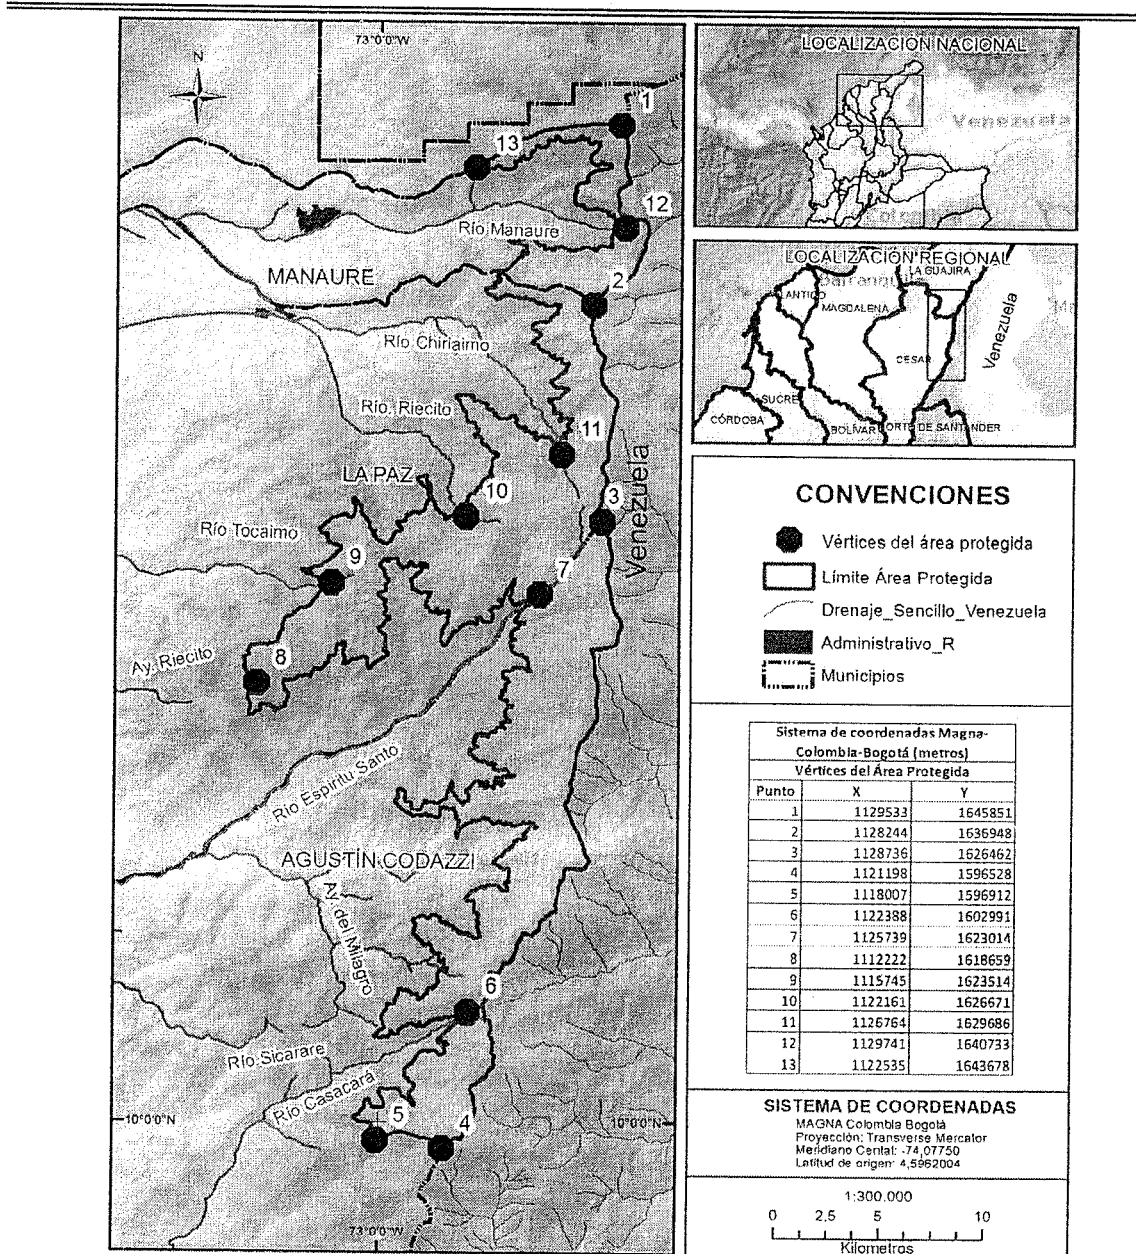 73°0'0"W
N
1
13
12
Río Manaure
MANAURE
2
Río Chiriaimo
Río Riecito
11
LA PAZ
10
3
Venezuela
Río Tocaimo
9
7
Ay. Riecito
8
Río Espíritu Santo
AGUSTÍN CODAZZI
Ay. del Milagro
6
Río Sicarare
Río Casacará
5
4
10°0'0"N
10°0'0"N
73°0'0"W
LOCALIZACIÓN NACIONAL
Venezuela
LOCALIZACIÓN REGIONAL
LA GUAJIRA
MAGDALENA
Venezuela
CESAR
SUCRE
CÓRDOBA
BOLÍVAR
NORTE DE SANTANDER
CONVENCIONES
Vértices del área protegida
Límite Área Protegida
Drenaje_Sencillo_Venezuela
Administrativo_R
Municipios
Sistema de coordenadas Magna-
Colombia-Bogotá (metros)
Vértices del Área Protegida
Punto X Y
1 1129533 1645851
2 1128244 1636948
3 1128736 1626462
4 1121198 1596528
5 1118007 1596912
6 1122388 1602991
7 1125739 1623014
8 1112222 1618659
9 1115745 1623514
10 1122161 1626671
11 1126764 1629686
12 1129741 1640733
13 1122535 1643678
SISTEMA DE COORDENADAS
MAGNA Colombia Bogotá
Proyección: Transverse Mercator
Meridiano Cental: -74,07750
Latitud de origen: 4,5962004
1:300.000
0 2,5 5 10
Kilometros